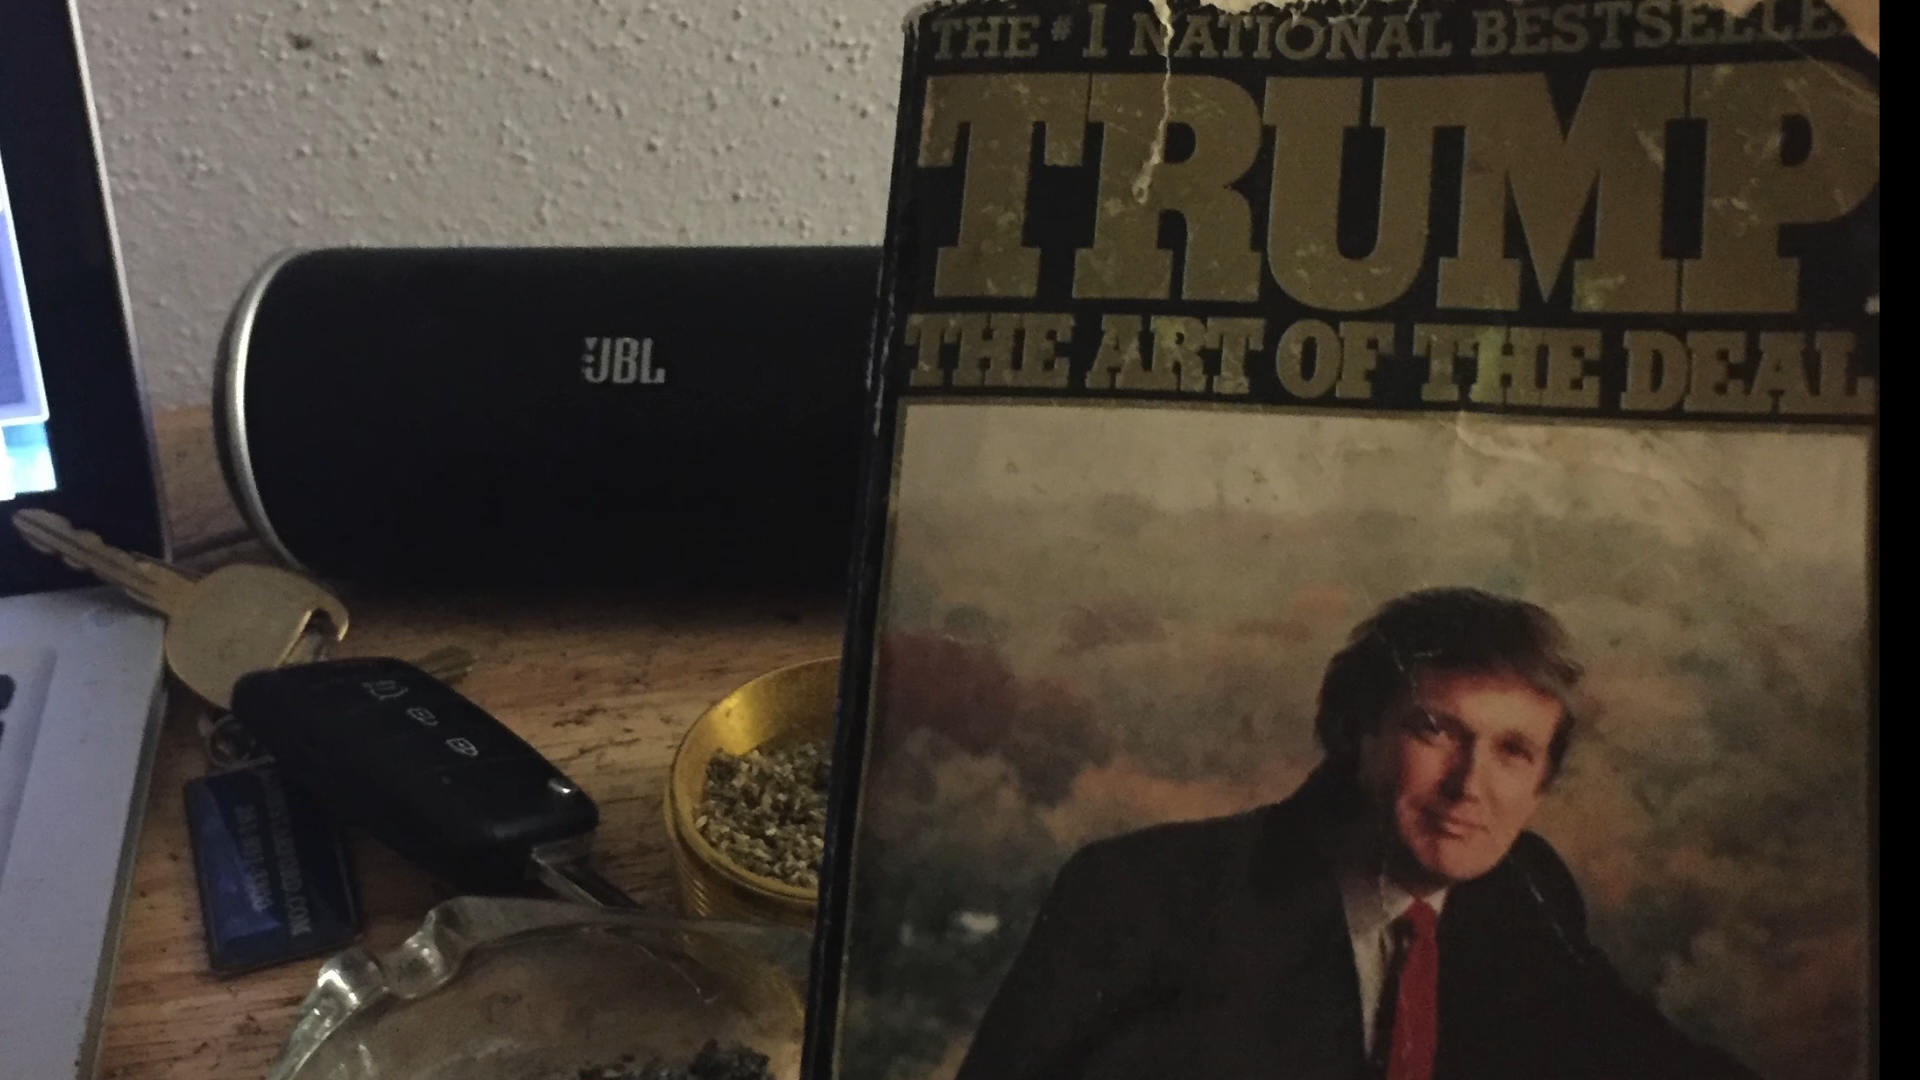 THE #1 NATIONAL BESTSELLER
TRUMP
THE ART OF THE DEAL
JBL